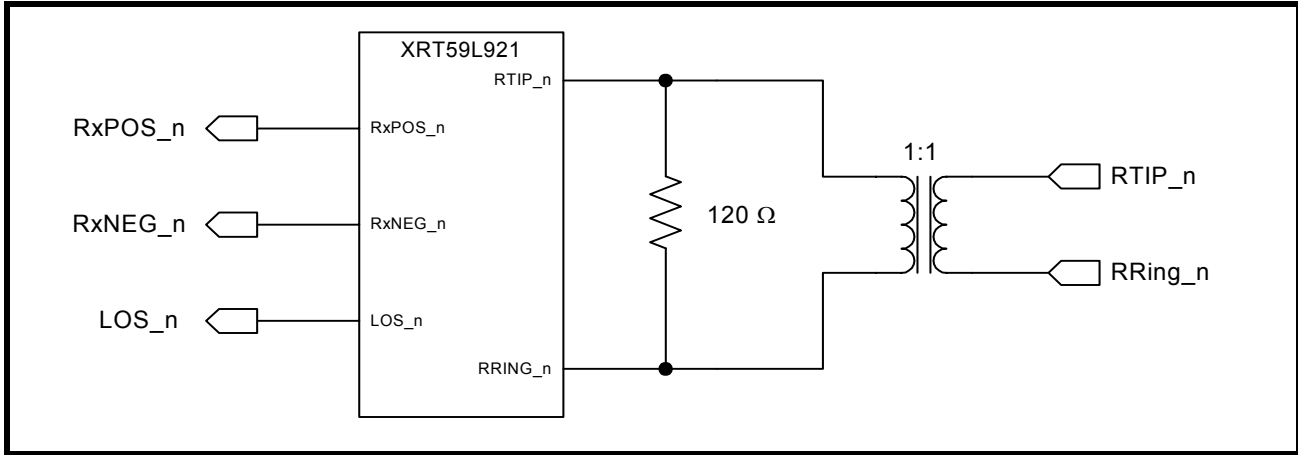 XRT59L921
RTIP_n
RxPOS_n
RxPOS_n
1:1
RTIP_n
RxNEG_n
RxNEG_n
120 Ω
RRing_n
LOS_n
LOS_n
RRING_n